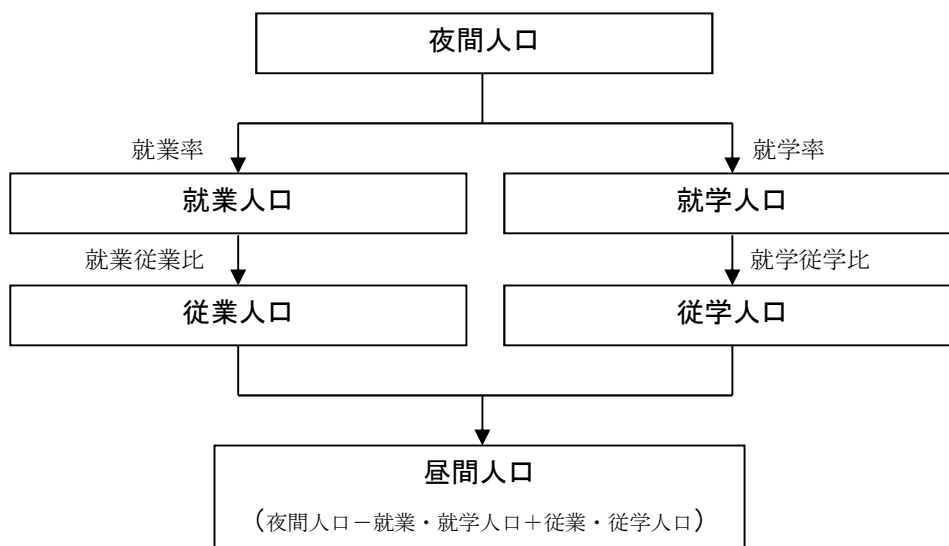 夜間人口
就業率
就学率
就業人口
就学人口
就業従業比
就学従学比
従業人口
従学人口
昼間人口
(夜間人口－就業・就学人口＋従業・従学人口)